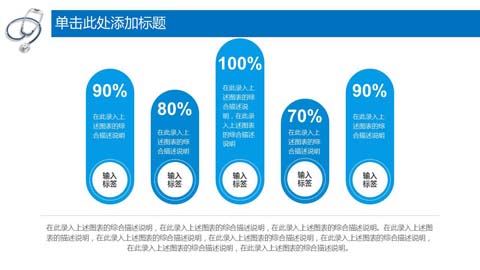 单击此处添加标题
90%
在此录入上
述图表的综
合描述说明
输入
标签
80%
在此录入上
述图表的综
合描述说明
输入
标签
100%
在此录入上
述图表的综
合描述说
明，在此录
入上述图表
的综合描述
说明
输入
标签
70%
在此录入上
述图表的综
合描述说明
输入
标签
90%
在此录入上
述图表的综
合描述说明
输入
标签
在此录入上述图表的综合描述说明，在此录入上述图表的综合描述说明，在此录入上述图表的综合描述说明。在此录入上述图
表的描述说明，在此录入上述图表的综合描述说明，在此录入上述图表的综合描述说明，在此录入上述图表的综合描述说明，
在此录入上述图表的综合描述说明，在此录入上述图表的综合描述说明。